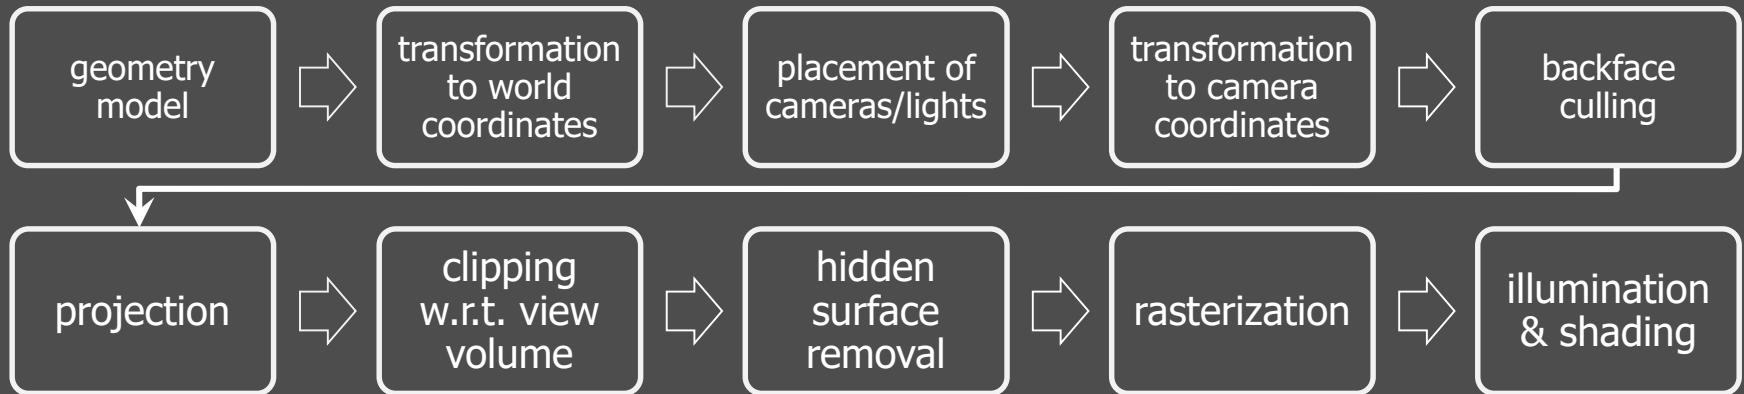 geometry
model
transformation
to world
coordinates
placement of
cameras/lights
transformation
to camera
coordinates
backface
culling
projection
clipping
w.r.t. view
volume
hidden
surface
removal
rasterization
illumination
& shading